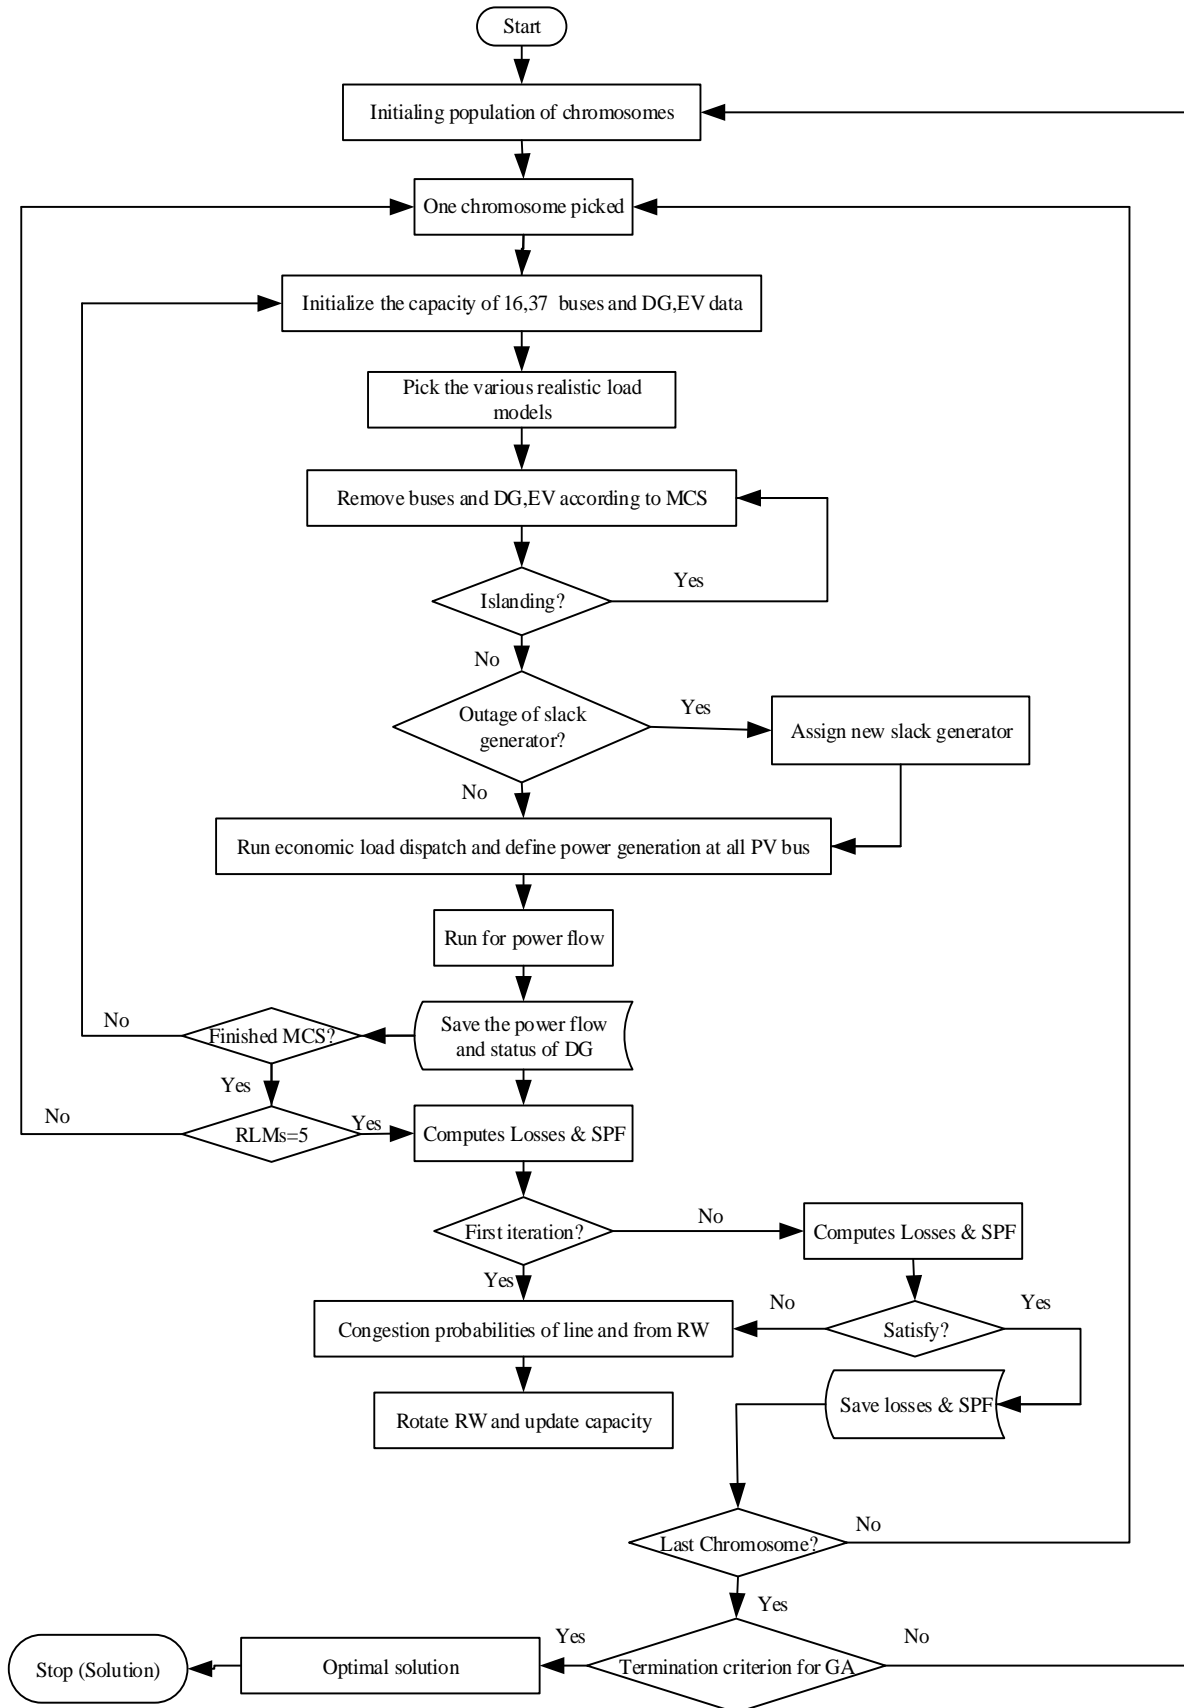 Start
Initialing population of chromosomes
One chromosome picked
Initialize the capacity of 16,37 buses and DG,EV data
Pick the various realistic load
models
Remove buses and DG,EV according to MCS
Yes
Islanding?
No
Outage of slack
generator?
Yes
Assign new slack generator
No
Run economic load dispatch and define power generation at all PV bus
Run for power flow
Save the power flow
and status of DG
No
Finished MCS?
Yes
No
RLMs=5
Yes
Computes Losses & SPF
First iteration?
No
Computes Losses & SPF
Yes
No
Yes
Congestion probabilities of line and from RW
Satisfy?
Rotate RW and update capacity
Save losses & SPF
Last Chromosome?
No
Yes
Yes
No
Stop (Solution)
Optimal solution
Termination criterion for GA